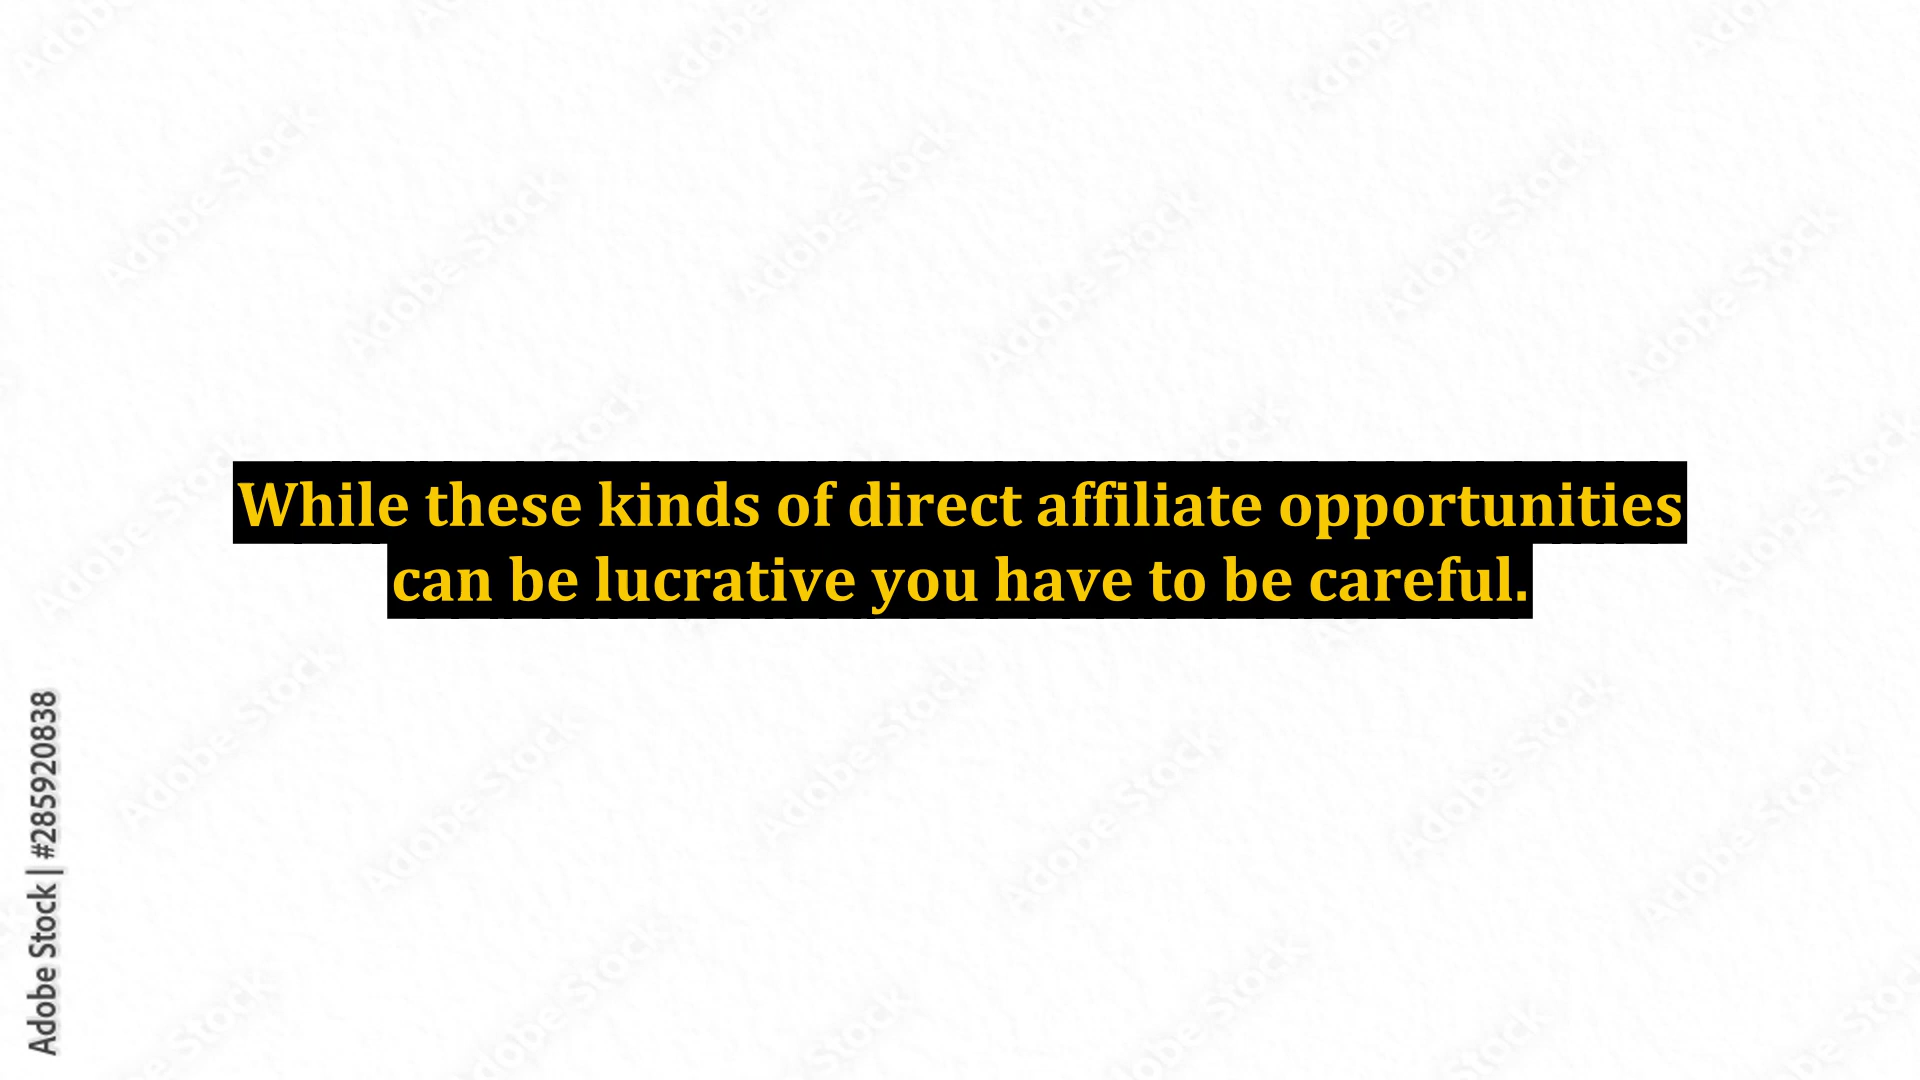 While these kinds of direct affiliate opportunities
can be lucrative you have to be careful.
Adobe Stock | #285920838